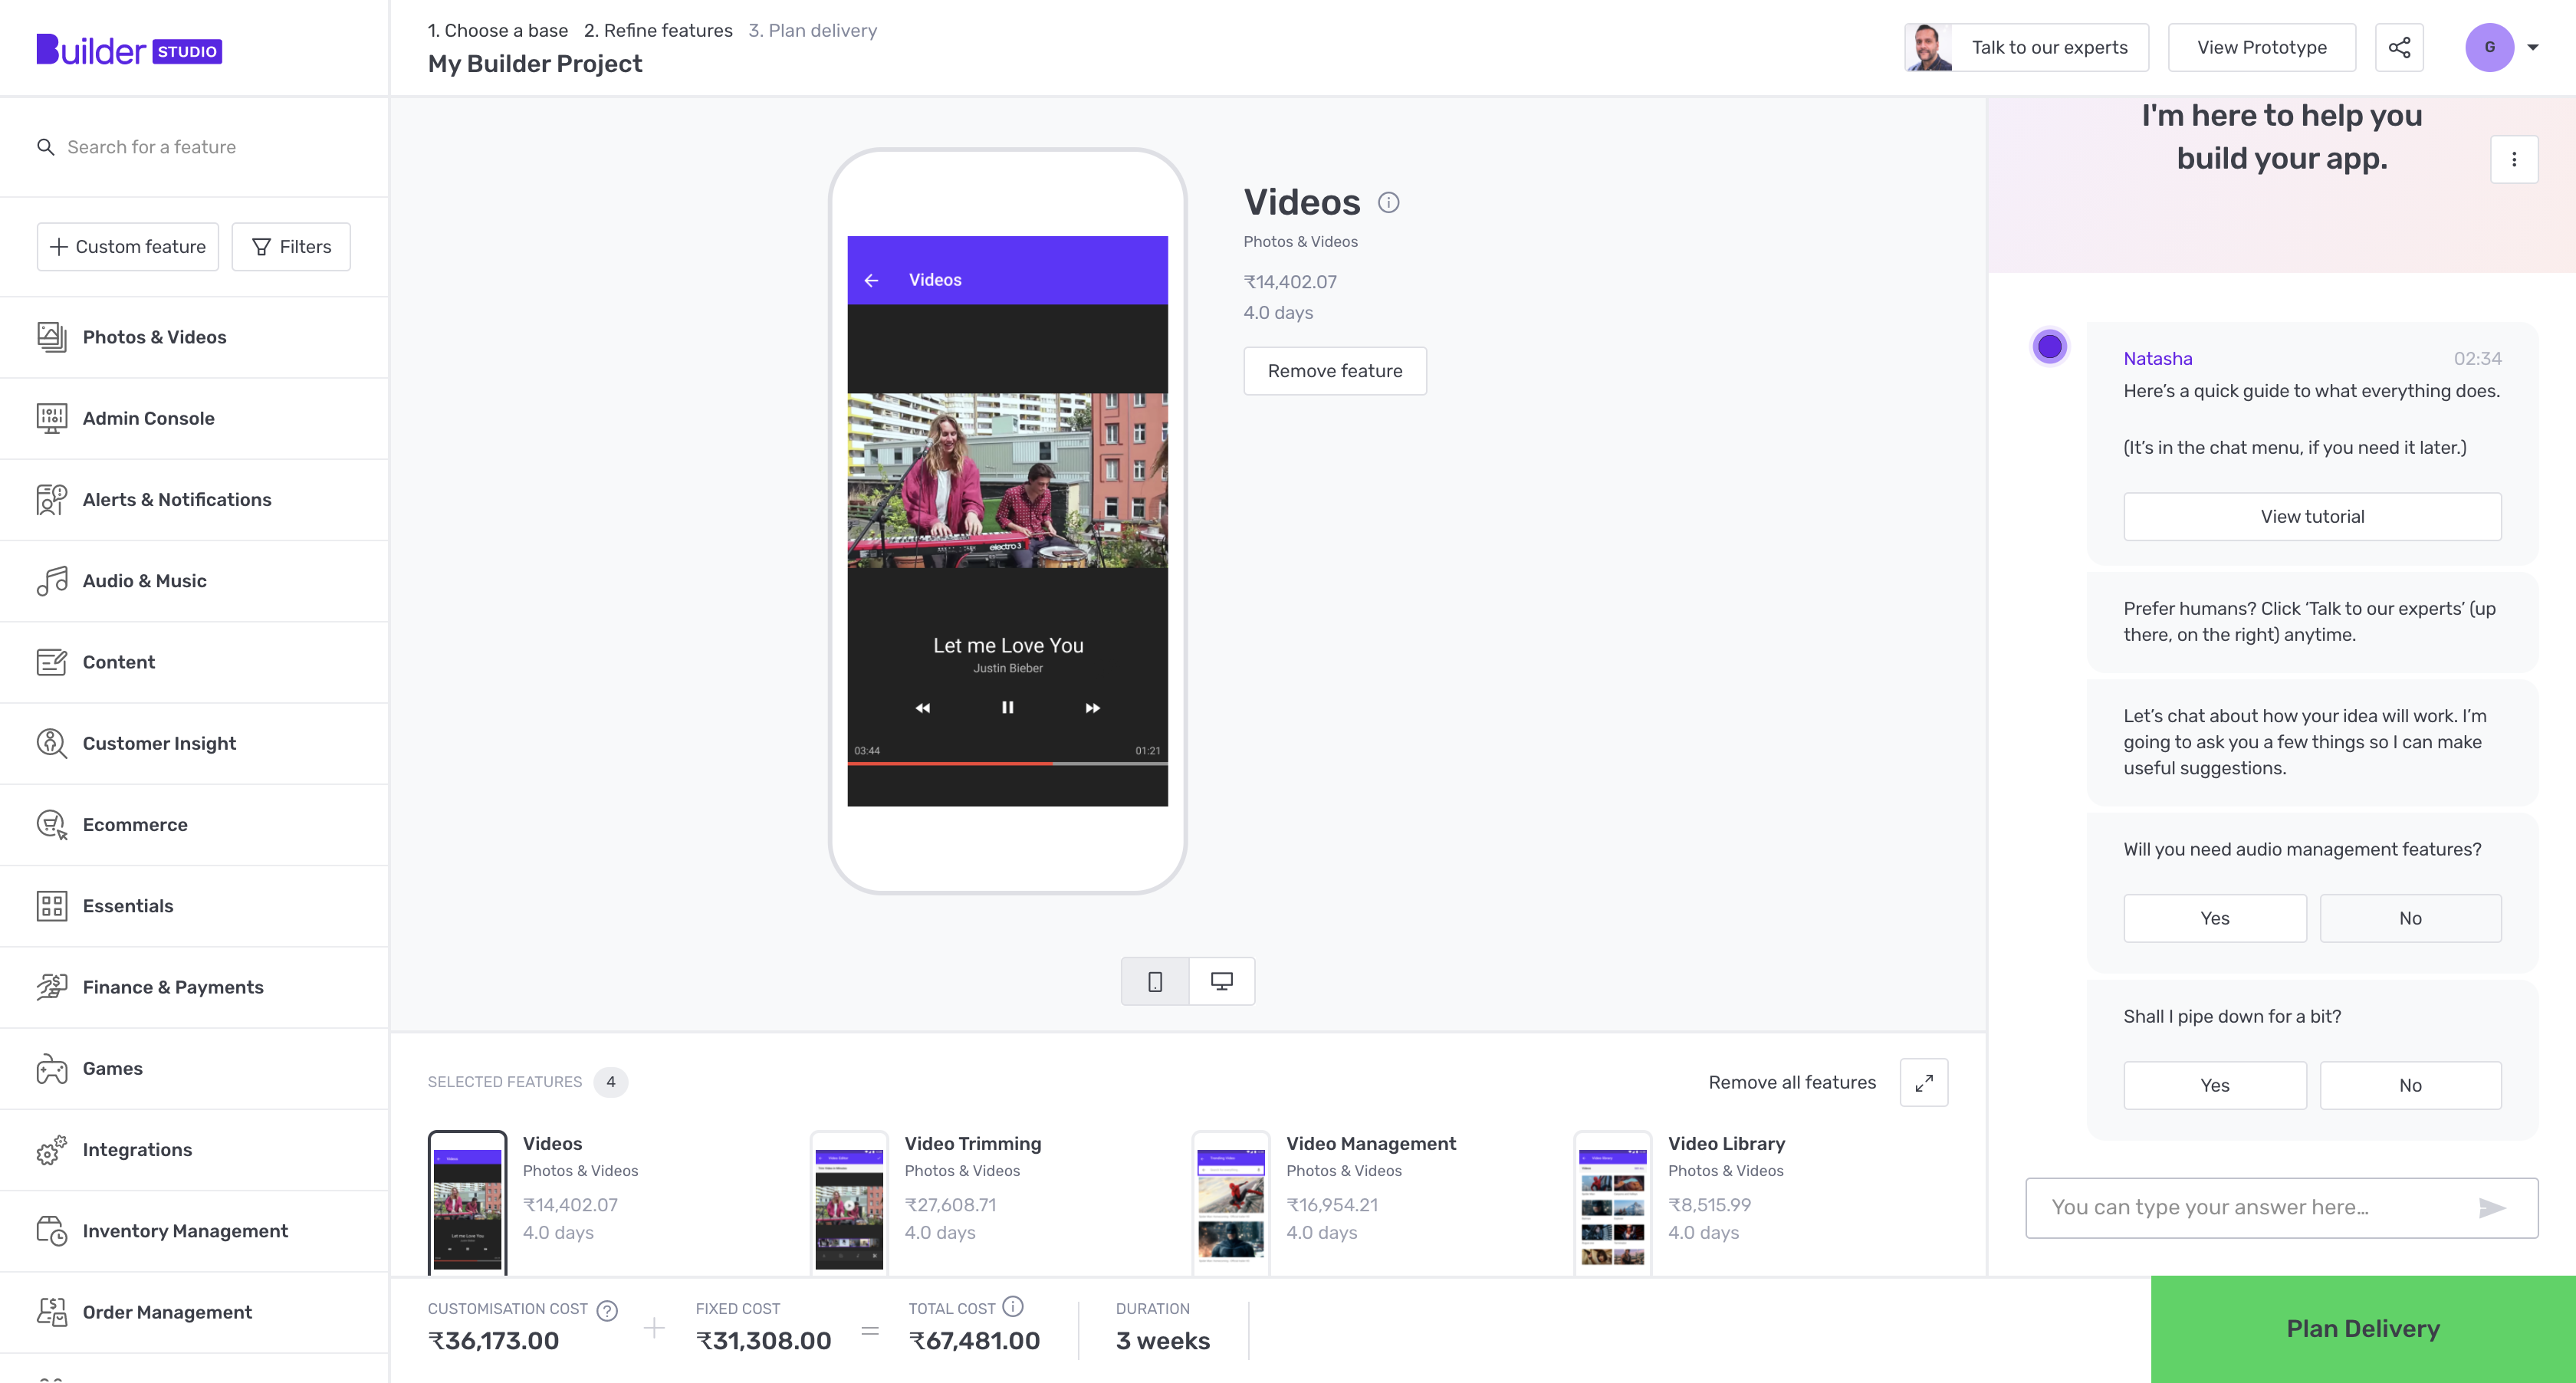 Builder STUDIO
1. Choose a base 2. Refine features 3. Plan delivery
My Builder Project
Talk to our experts
View Prototype
G
Search for a feature
Custom feature
Filters
Photos & Videos
Admin Console
Alerts & Notifications
Audio & Music
Content
Customer Insight
Ecommerce
Essentials
Finance & Payments
Games
Integrations
Inventory Management
Order Management
Videos
Let me Love You
Justin Bieber
03:44
01:21
electro 3
Videos
Photos & Videos
₹14,402.07
4.0 days
Remove feature
SELECTED FEATURES 4
Remove all features
Videos
Photos & Videos
₹14,402.07
4.0 days
Video Trimming
Photos & Videos
₹27,608.71
4.0 days
Video Management
Photos & Videos
₹16,954.21
4.0 days
Video Library
Photos & Videos
₹8,515.99
4.0 days
CUSTOMISATION COST ?
₹36,173.00
+
FIXED COST
₹31,308.00
=
TOTAL COST
₹67,481.00
DURATION
3 weeks
I'm here to help you
build your app.
Natasha 02:34
Here's a quick guide to what everything does.
(It's in the chat menu, if you need it later.)
View tutorial
Prefer humans? Click ‘Talk to our experts’ (up
there, on the right) anytime.
Let's chat about how your idea will work. I'm
going to ask you a few things so I can make
useful suggestions.
Will you need audio management features?
Yes
No
Shall I pipe down for a bit?
Yes
No
You can type your answer here...
Plan Delivery